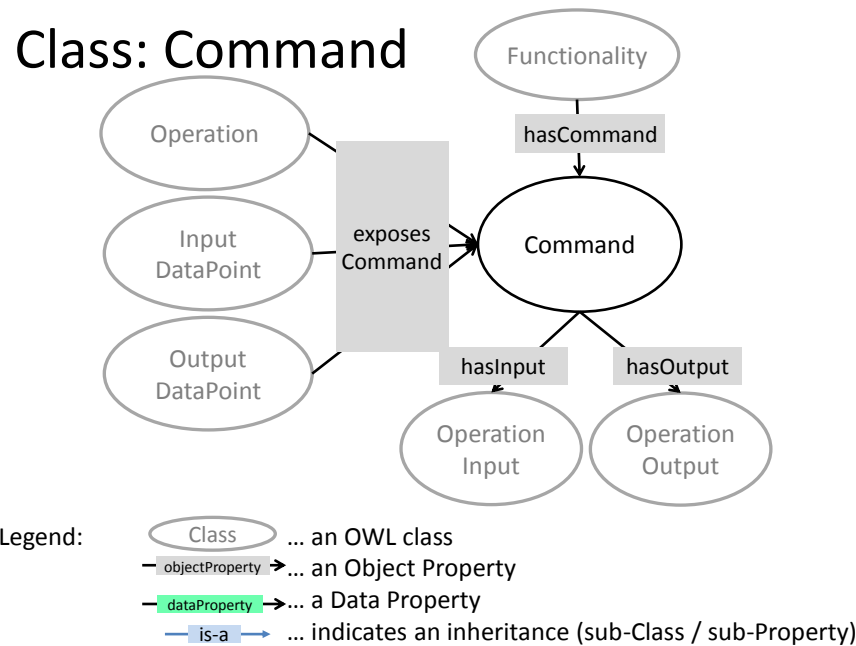 Class: Command
Functionality
Operation
hasCommand
Input
DataPoint
exposes
Command
Command
Output
DataPoint
hasInput
hasOutput
Operation
Input
Operation
Output
Legend:
Class
... an OWL class
objectProperty
... an Object Property
dataProperty
... a Data Property
is-a
... indicates an inheritance (sub-Class / sub-Property)